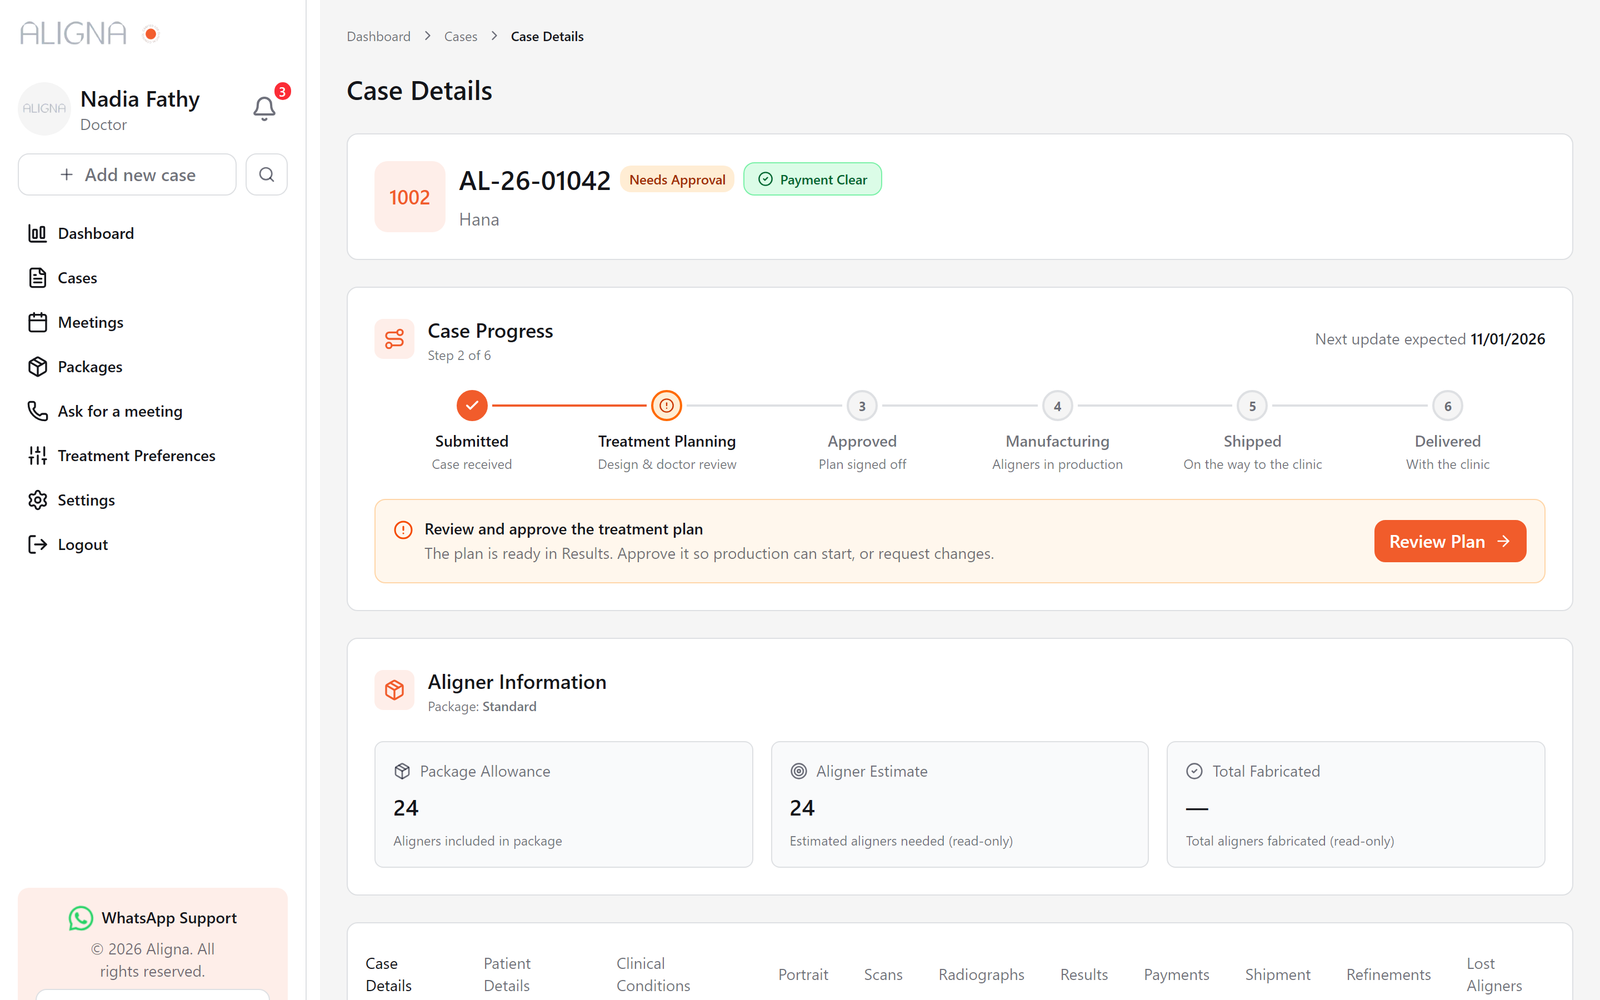 ALIGNA
ALIGNA
Nadia Fathy
Doctor
3
+ Add new case
Dashboard
Cases
Meetings
Packages
Ask for a meeting
Treatment Preferences
Settings
Logout
WhatsApp Support
© 2026 Aligna. All
rights reserved.
Dashboard > Cases > Case Details
Case Details
1002
AL-26-01042
Needs Approval
Payment Clear
Hana
Case Progress
Step 2 of 6
Next update expected 11/01/2026
3
4
5
6
Submitted
Treatment Planning
Approved
Manufacturing
Shipped
Delivered
Case received
Design & doctor review
Plan signed off
Aligners in production
On the way to the clinic
With the clinic
Review and approve the treatment plan
The plan is ready in Results. Approve it so production can start, or request changes.
Review Plan →
Aligner Information
Package: Standard
Package Allowance
24
Aligners included in package
Aligner Estimate
24
Estimated aligners needed (read-only)
Total Fabricated
—
Total aligners fabricated (read-only)
Case
Details
Patient
Details
Clinical
Conditions
Portrait
Scans
Radiographs
Results
Payments
Shipment
Refinements
Lost
Aligners